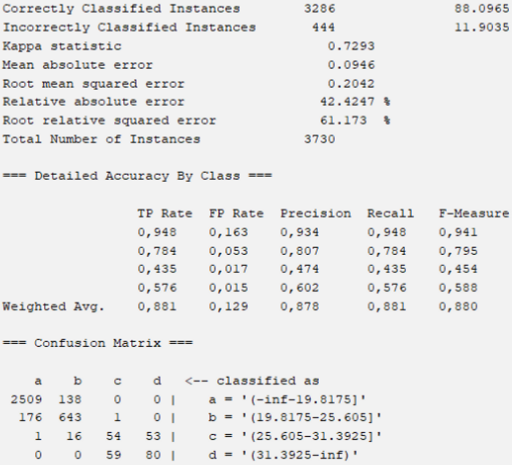 Correctly Classified Instances 3286 88.0965
Incorrectly Classified Instances 444 11.9035
Kappa statistic 0.7293
Mean absolute error 0.0946
Root mean squared error 0.2042
Relative absolute error 42.4247 %
Root relative squared error 61.173 %
Total Number of Instances 3730
=== Detailed Accuracy By Class ===
TP Rate FP Rate Precision Recall F-Measure
0,948 0,163 0,934 0,948 0,941
0,784 0,053 0,807 0,784 0,795
0,435 0,017 0,474 0,435 0,454
0,576 0,015 0,602 0,576 0,588
Weighted Avg. 0,881 0,129 0,878 0,881 0,880
=== Confusion Matrix ===
a b c d <-- classified as
2509 138 0 0 | a = '(-inf-19.8175]'
176 643 1 0 | b = '(19.8175-25.605]'
1 16 54 53 | c = '(25.605-31.3925]'
0 0 59 80 | d = '(31.3925-inf)'